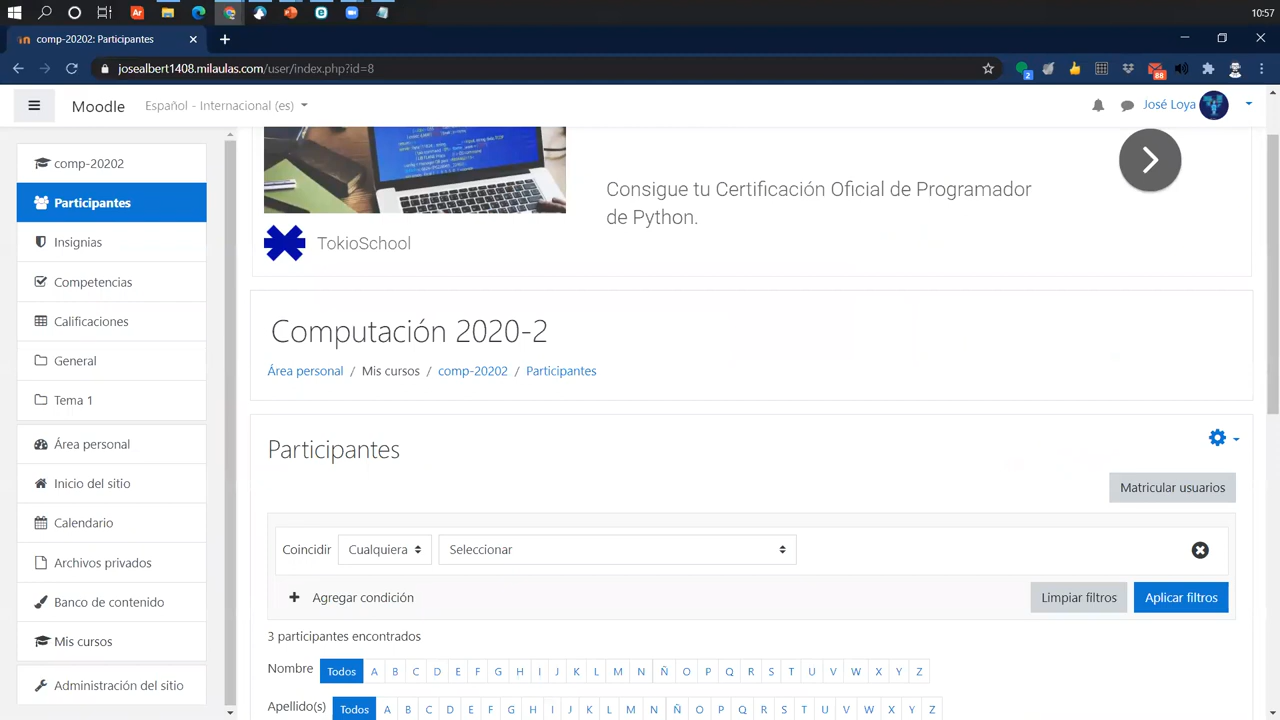 10:57
comp-20202: Participantes
josealbert1408.milaulas.com/user/index.php?id=8
2
88
Moodle
Español - Internacional (es)
José Loya
comp-20202
Participantes
Insignias
Competencias
Calificaciones
General
Tema 1
Área personal
Inicio del sitio
Calendario
Archivos privados
Banco de contenido
Mis cursos
Administración del sitio
Consigue tu Certificación Oficial de Programador
de Python.
TokioSchool
Computación 2020-2
Área personal / Mis cursos / comp-20202 / Participantes
Participantes
Matricular usuarios
Coincidir Cualquiera Seleccionar
Agregar condición
Limpiar filtros Aplicar filtros
3 participantes encontrados
Nombre Todos A B C D E F G H I J K L M N Ñ O P Q R S T U V W X Y Z
Apellido(s) Todos A B C D E F G H I J K L M N Ñ O P Q R S T U V W X Y Z